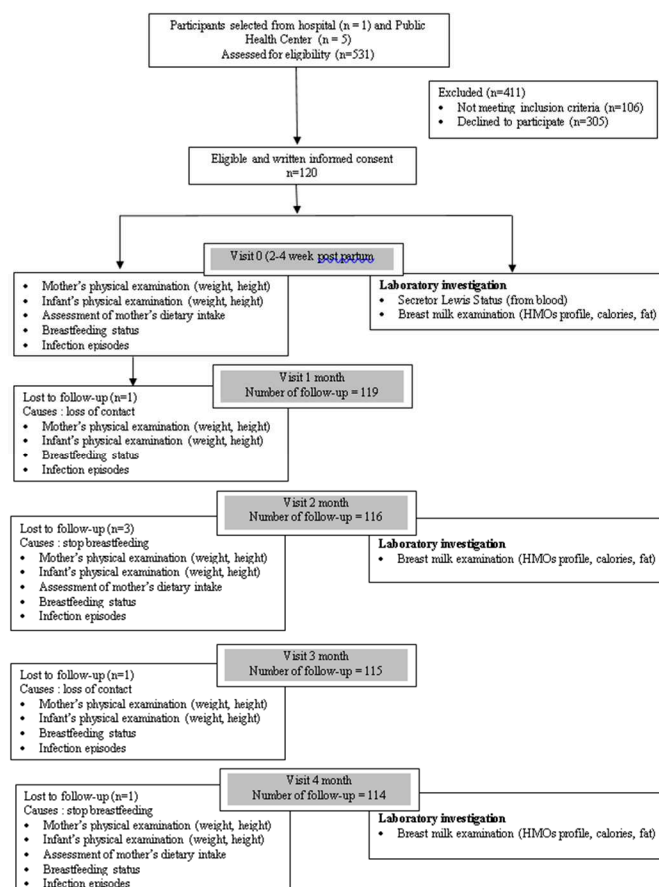 Participants selected from hospital (n = 1) and Public
Health Center (n = 5)
Assessed for eligibility (n=531)
Excluded (n=411)
• Not meeting inclusion criteria (n=106)
• Declined to participate (n=305)
Eligible and written informed consent
n=120
Visit 0 (2-4 week post partum
• Mother's physical examination (weight, height)
• Infant's physical examination (weight, height)
• Assessment of mother's dietary intake
• Breastfeeding status
• Infection episodes
Laboratory investigation
• Secretor Lewis Status (from blood)
• Breast milk examination (HMOs profile, calories, fat)
Visit 1 month
Number of follow-up = 119
Lost to follow-up (n=1)
Causes : loss of contact
• Mother's physical examination (weight, height)
• Infant's physical examination (weight, height)
• Breastfeeding status
• Infection episodes
Visit 2 month
Number of follow-up = 116
Lost to follow-up (n=3)
Causes : stop breastfeeding
• Mother's physical examination (weight, height)
• Infant's physical examination (weight, height)
• Assessment of mother's dietary intake
• Breastfeeding status
• Infection episodes
Laboratory investigation
• Breast milk examination (HMOs profile, calories, fat)
Visit 3 month
Number of follow-up = 115
Lost to follow-up (n=1)
Causes : loss of contact
• Mother's physical examination (weight, height)
• Infant's physical examination (weight, height)
• Breastfeeding status
• Infection episodes
Visit 4 month
Number of follow-up = 114
Lost to follow-up (n=1)
Causes : stop breastfeeding
• Mother's physical examination (weight, height)
• Infant's physical examination (weight, height)
• Assessment of mother's dietary intake
• Breastfeeding status
• Infection episodes
Laboratory investigation
• Breast milk examination (HMOs profile, calories, fat)